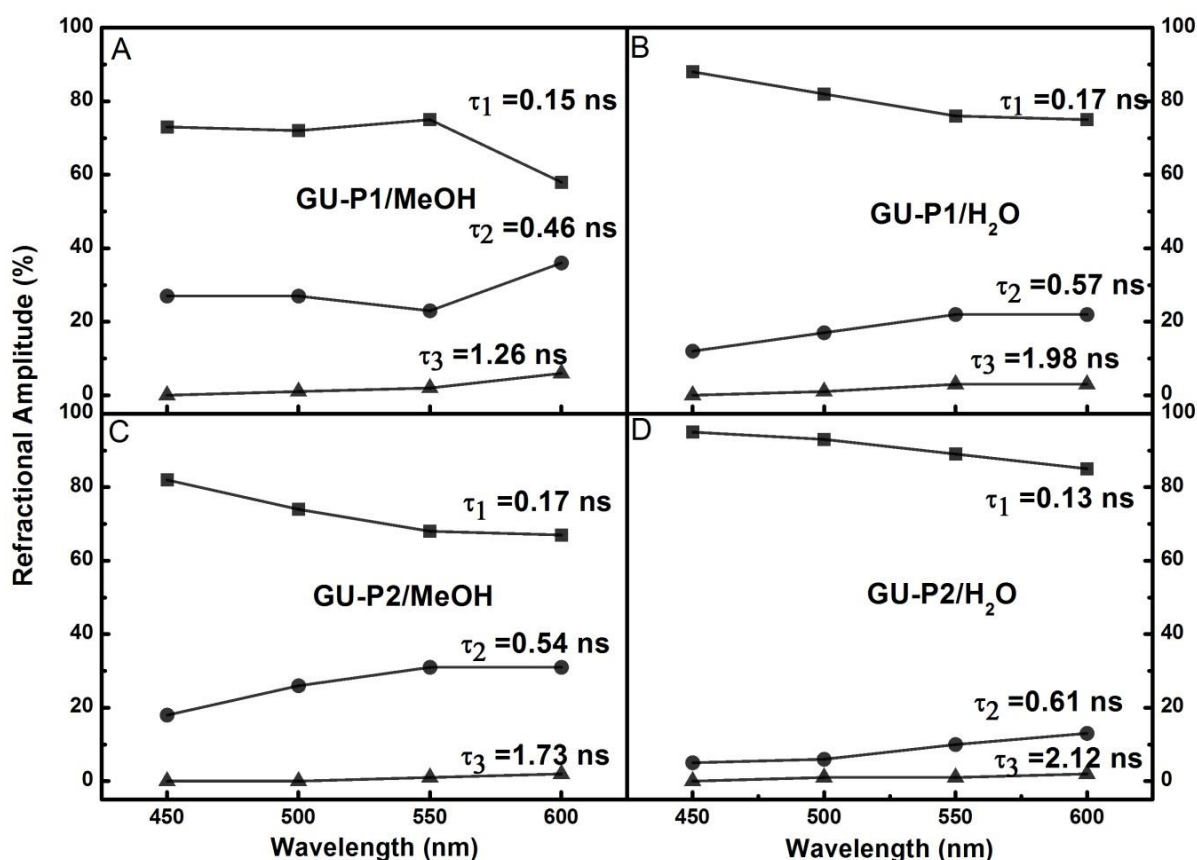 Refractional Amplitude (%)
100
80
60
40
20
0
A
τ1 =0.15 ns
GU-P1/MeOH
τ2 =0.46 ns
τ3 =1.26 ns
B
τ1 =0.17 ns
GU-P1/H2O
τ2 =0.57 ns
τ3 =1.98 ns
100
80
60
40
20
0
100
80
60
40
20
0
C
τ1 =0.17 ns
GU-P2/MeOH
τ2 =0.54 ns
τ3 =1.73 ns
D
τ1 =0.13 ns
GU-P2/H2O
τ2 =0.61 ns
τ3 =2.12 ns
100
80
60
40
20
0
450 500 550 600
450 500 550 600
Wavelength (nm)
Wavelength (nm)